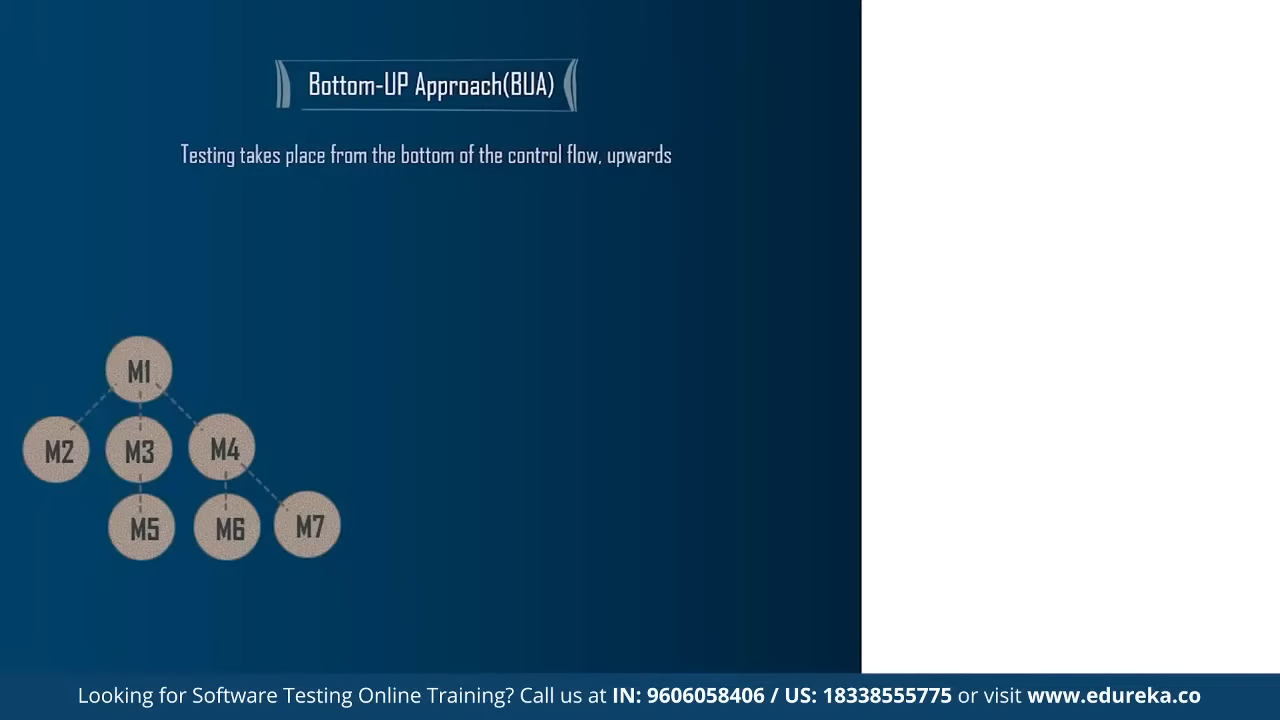 Bottom-UP Approach(BUA)
Testing takes place from the bottom of the control flow, upwards
M1
M2 M3 M4
M5 M6 M7
Looking for Software Testing Online Training? Call us at IN: 9606058406 / US: 18338555775 or visit www.edureka.co